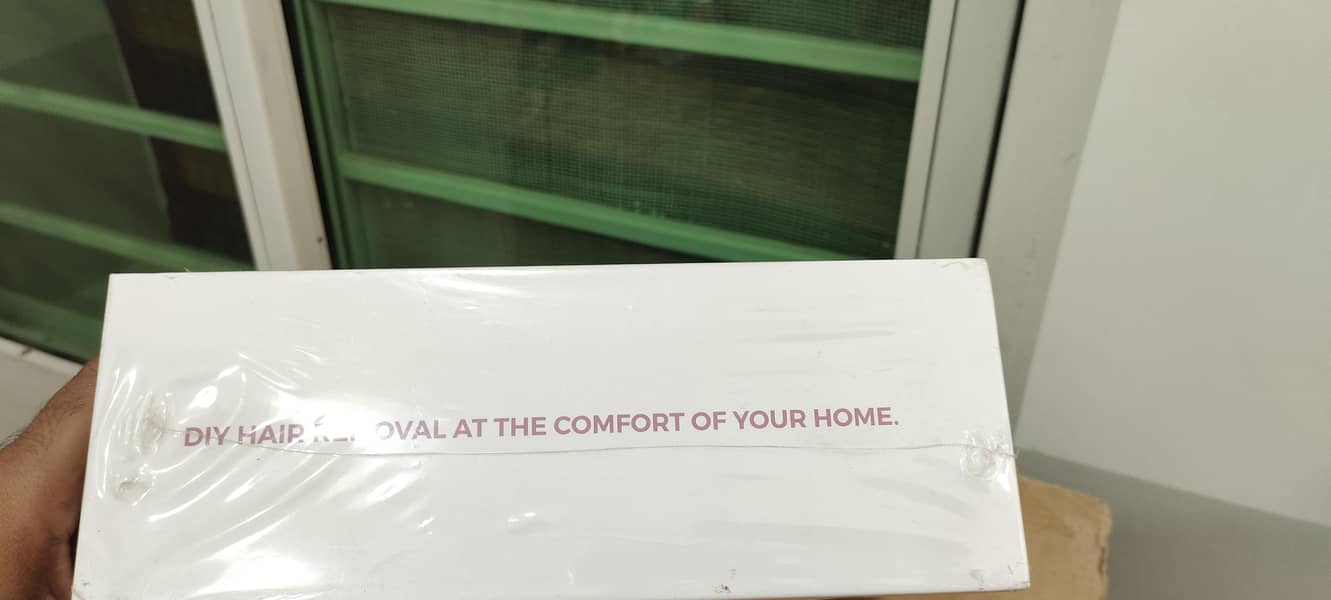 DIY HAIR REMOVAL AT THE COMFORT OF YOUR HOME.